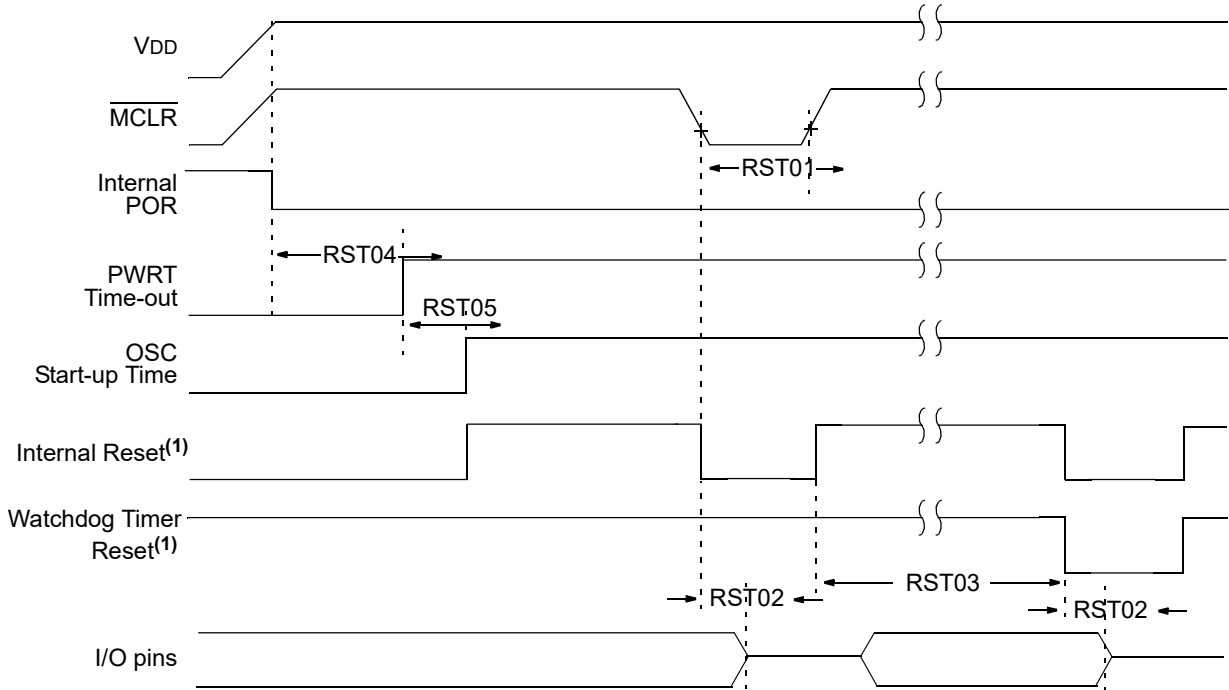 VDD
MCLR
RST01
Internal
POR
RST04
PWRT
Time-out
RST05
OSC
Start-up Time
Internal Reset(1)
Watchdog Timer
Reset(1)
RST02
RST03
RST02
I/O pins